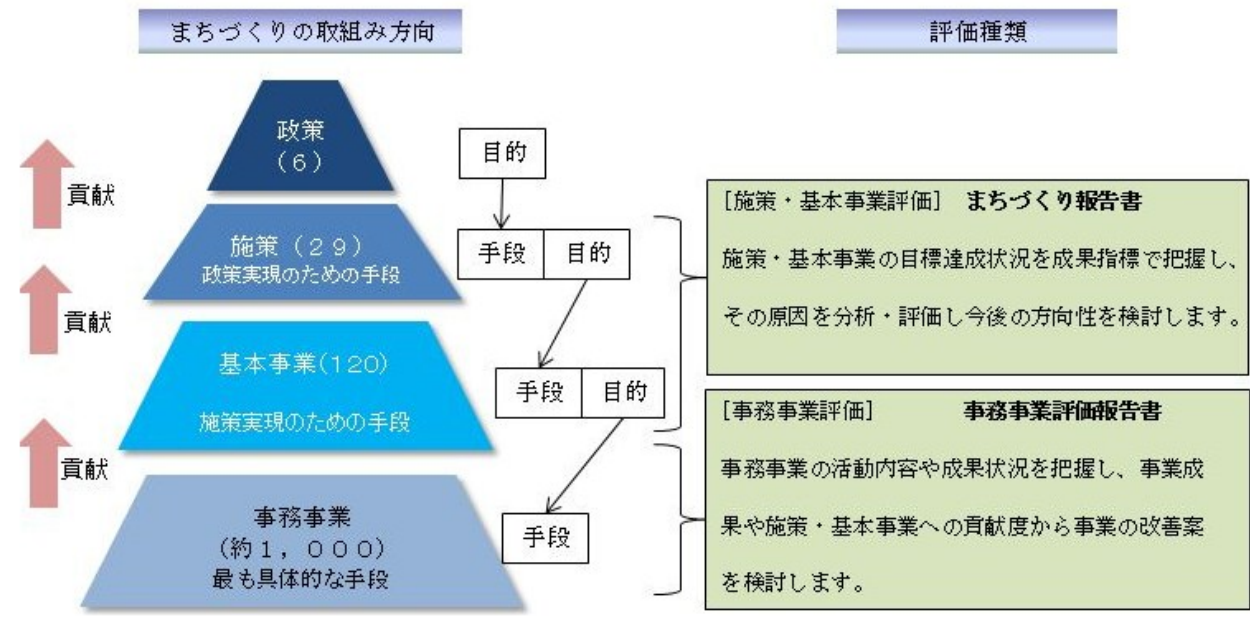 まちづくりの取組み方向
評価種類
政策
(６)
貢献
施策（２９）
政策実現のための手段
貢献
基本事業(１２０)
施策実現のための手段
貢献
事務事業
(約１，０００)
最も具体的な手段
目的
手段 目的
手段 目的
手段
[施策・基本事業評価] まちづくり報告書
施策・基本事業の目標達成状況を成果指標で把握し、
その原因を分析・評価し今後の方向性を検討します。
[事務事業評価] 事務事業評価報告書
事務事業の活動内容や成果状況を把握し、事業成
果や施策・基本事業への貢献度から事業の改善案
を検討します。